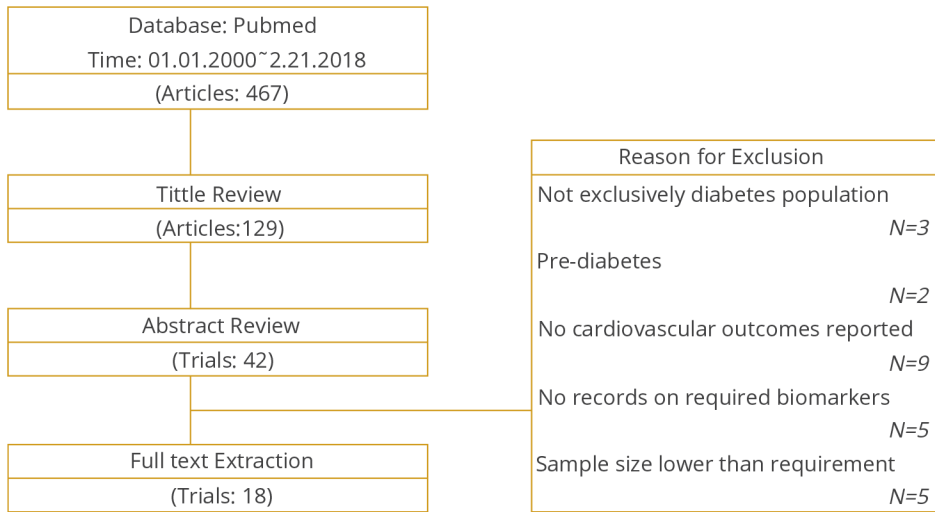 Database: Pubmed
Time: 01.01.2000˜2.21.2018
(Articles: 467)
Tittle Review
(Articles:129)
Abstract Review
(Trials: 42)
Full text Extraction
(Trials: 18)
Reason for Exclusion
Not exclusively diabetes population
N=3
Pre-diabetes
N=2
No cardiovascular outcomes reported
N=9
No records on required biomarkers
N=5
Sample size lower than requirement
N=5